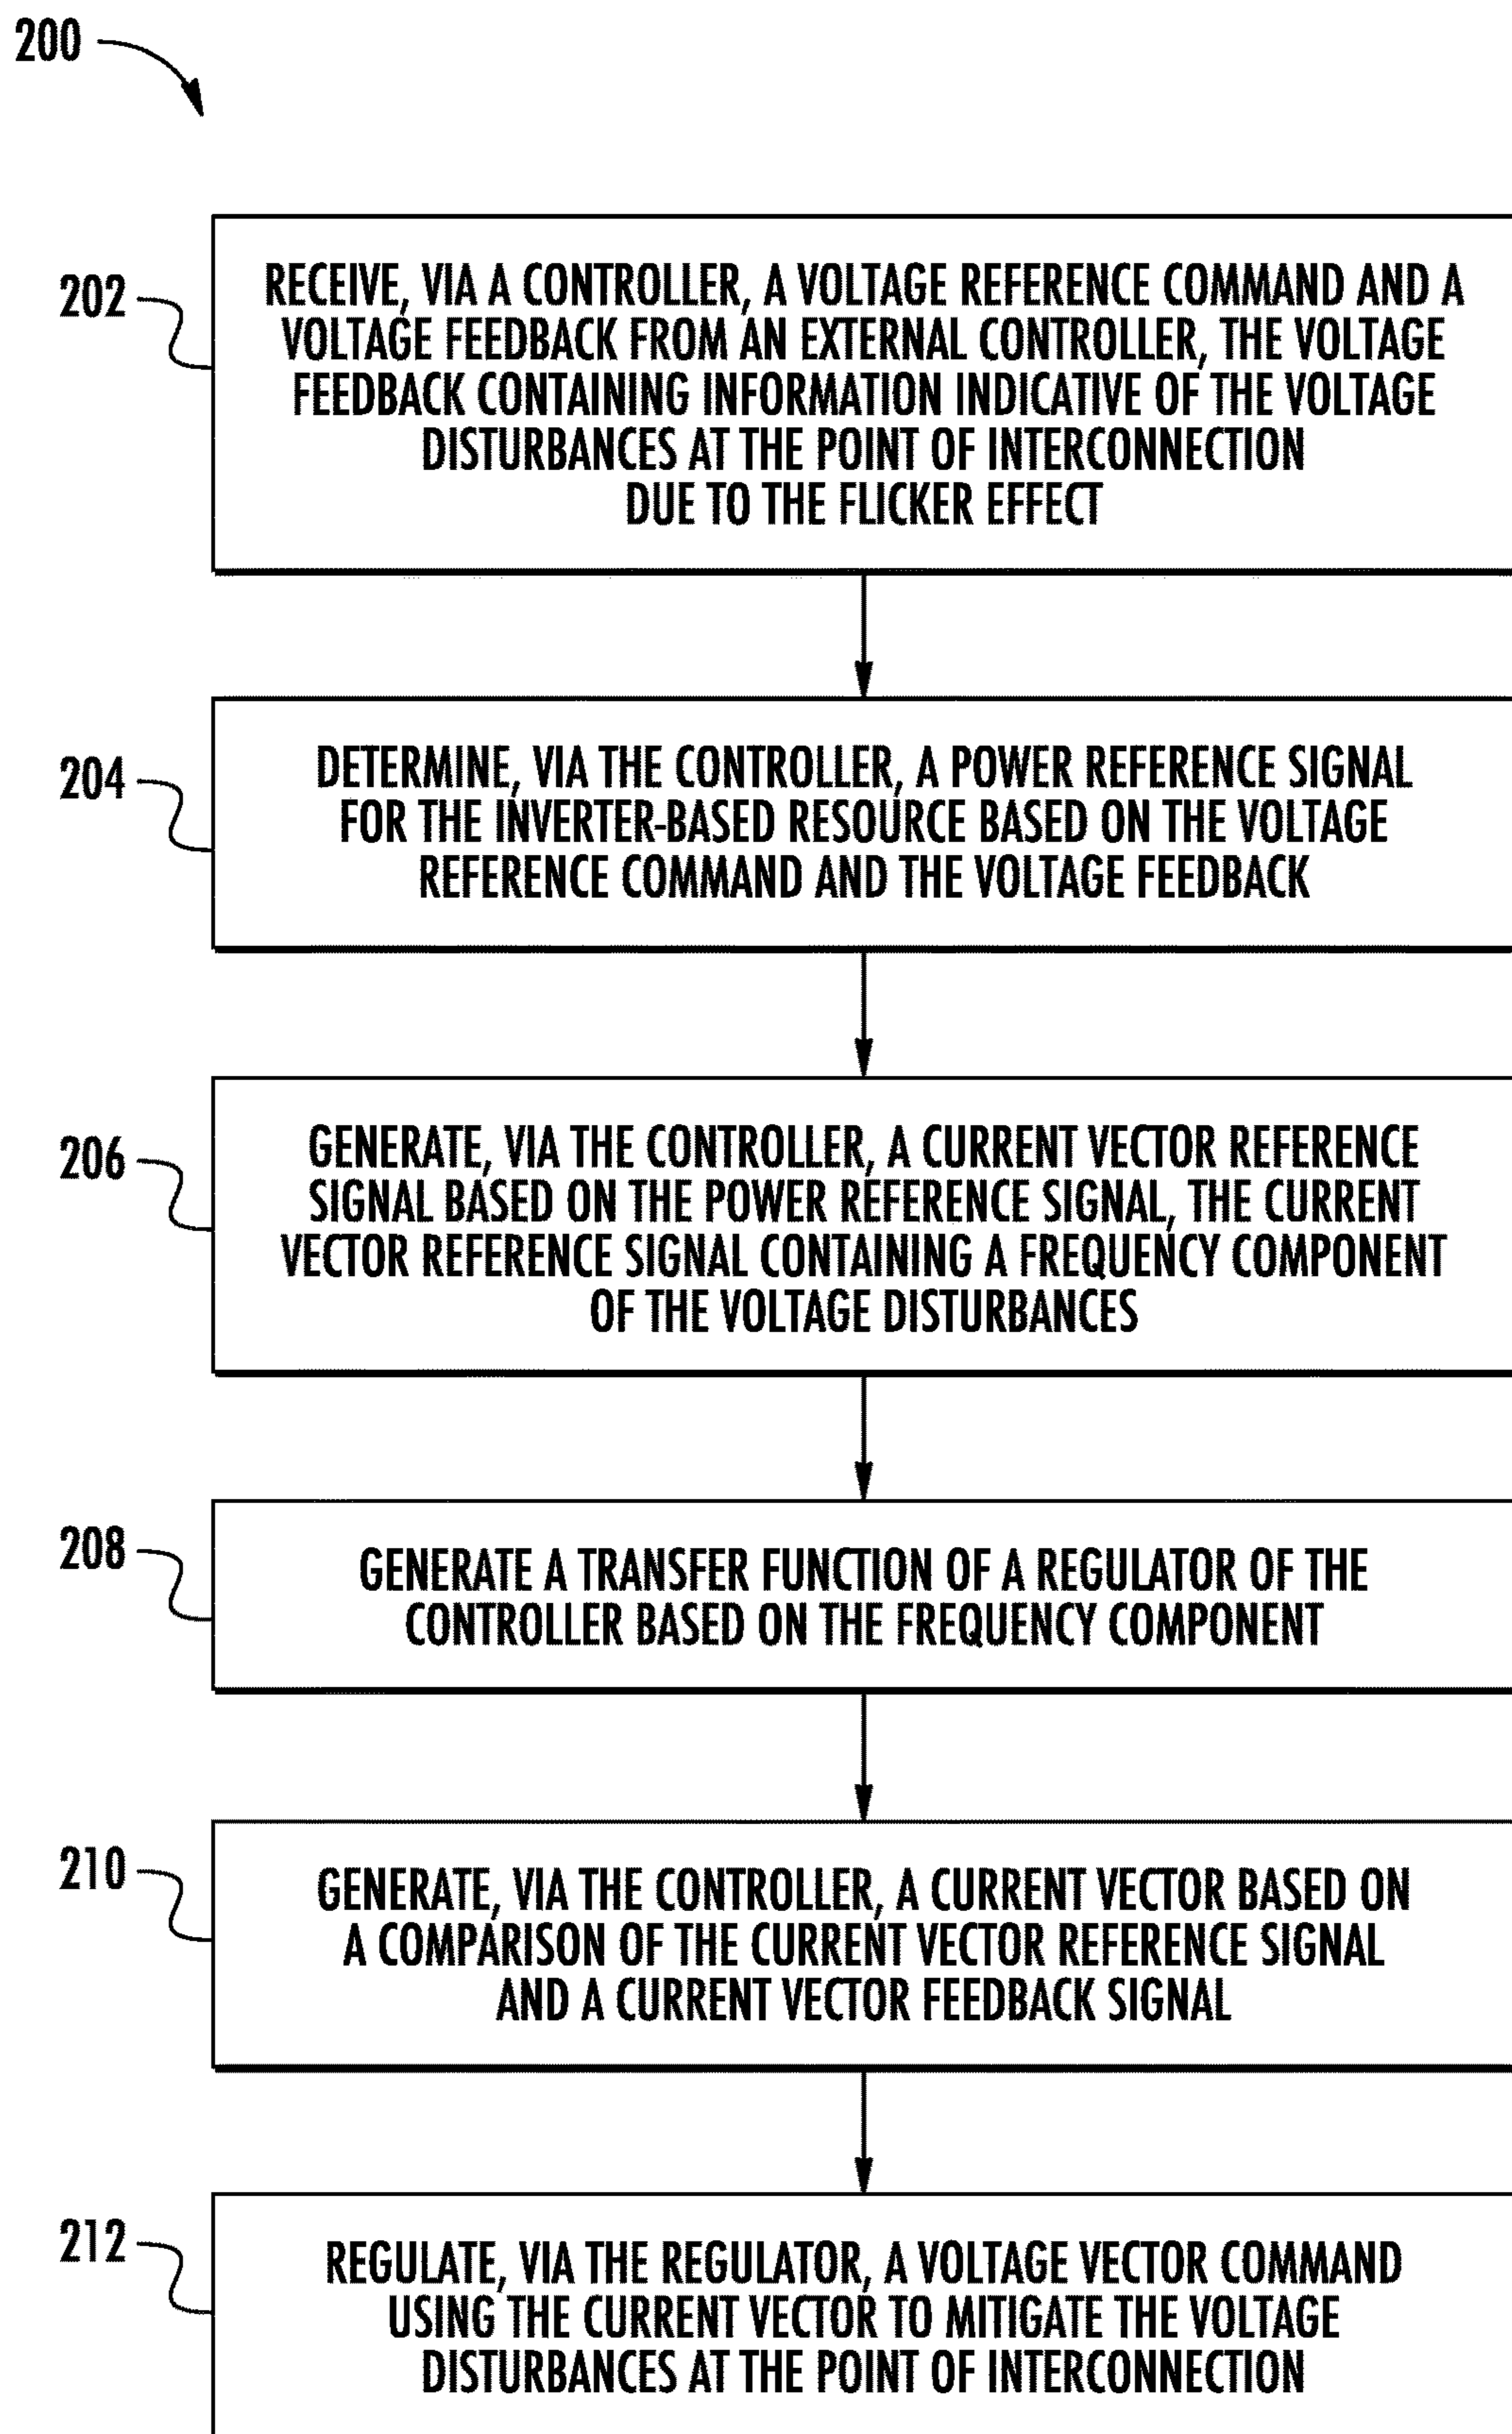 200
202
RECEIVE, VIA A CONTROLLER, A VOLTAGE REFERENCE COMMAND AND A
VOLTAGE FEEDBACK FROM AN EXTERNAL CONTROLLER, THE VOLTAGE
FEEDBACK CONTAINING INFORMATION INDICATIVE OF THE VOLTAGE
DISTURBANCES AT THE POINT OF INTERCONNECTION
DUE TO THE FLICKER EFFECT
204
DETERMINE, VIA THE CONTROLLER, A POWER REFERENCE SIGNAL
FOR THE INVERTER-BASED RESOURCE BASED ON THE VOLTAGE
REFERENCE COMMAND AND THE VOLTAGE FEEDBACK
206
GENERATE, VIA THE CONTROLLER, A CURRENT VECTOR REFERENCE
SIGNAL BASED ON THE POWER REFERENCE SIGNAL, THE CURRENT
VECTOR REFERENCE SIGNAL CONTAINING A FREQUENCY COMPONENT
OF THE VOLTAGE DISTURBANCES
208
GENERATE A TRANSFER FUNCTION OF A REGULATOR OF THE
CONTROLLER BASED ON THE FREQUENCY COMPONENT
210
GENERATE, VIA THE CONTROLLER, A CURRENT VECTOR BASED ON
A COMPARISON OF THE CURRENT VECTOR REFERENCE SIGNAL
AND A CURRENT VECTOR FEEDBACK SIGNAL
212
REGULATE, VIA THE REGULATOR, A VOLTAGE VECTOR COMMAND
USING THE CURRENT VECTOR TO MITIGATE THE VOLTAGE
DISTURBANCES AT THE POINT OF INTERCONNECTION